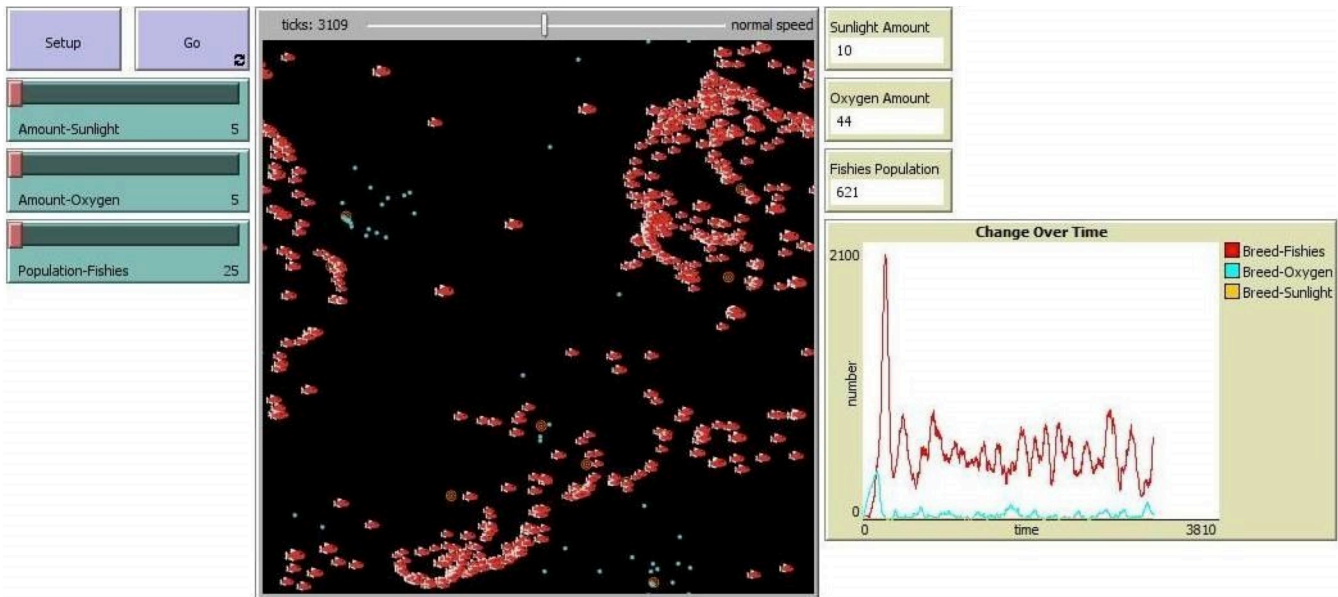 Setup
Go
Amount-Sunlight 5
Amount-Oxygen 5
Population-Fishies 25
ticks: 3109
normal speed
Sunlight Amount
10
Oxygen Amount
44
Fishies Population
621
Change Over Time
2100
number
0
0
time
3810
Breed-Fishies
Breed-Oxygen
Breed-Sunlight